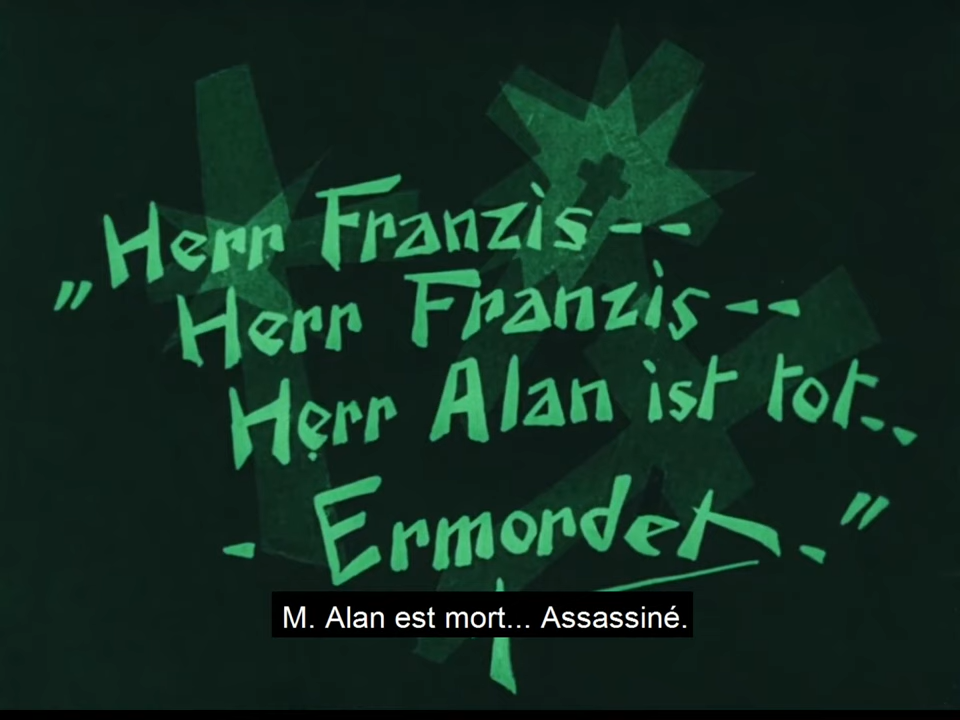 „Herr Franzis--
Herr Franzis--
Herr Alan ist tot--
- Ermordet-"
M. Alan est mort... Assassiné.